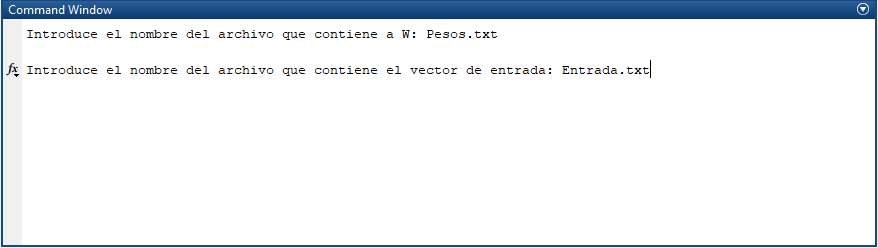 Command Window
Introduce el nombre del archivo que contiene a W: Pesos.txt
fx Introduce el nombre del archivo que contiene el vector de entrada: Entrada.txt